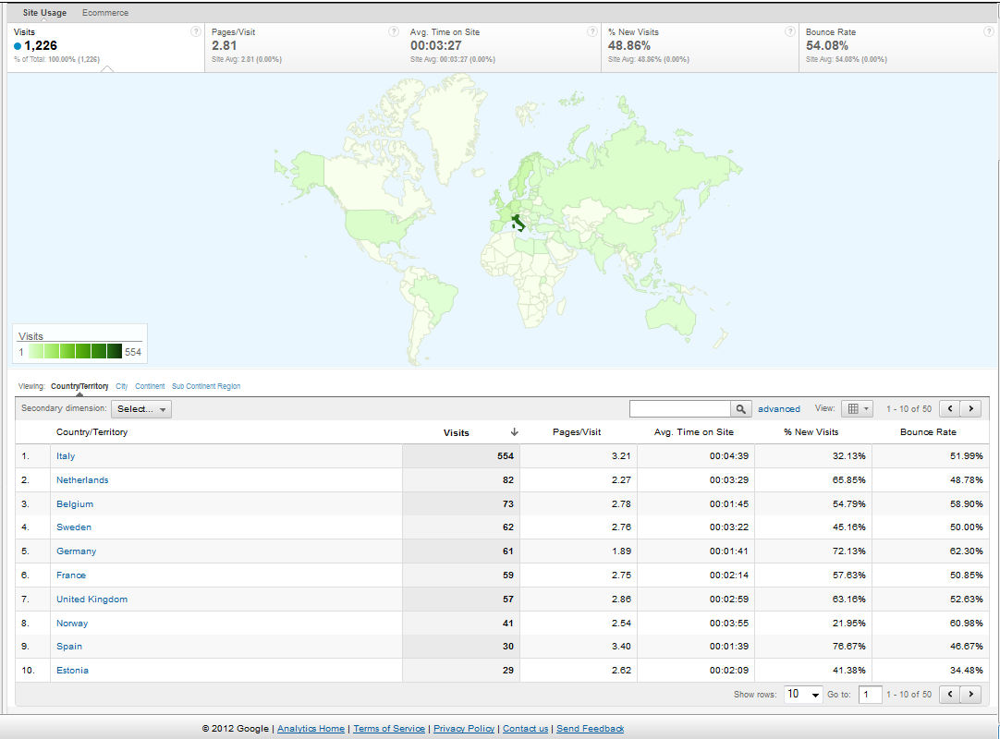 Site Usage Ecommerce
Visits ? Pages/Visit ? Avg. Time on Site ? % New Visits ? Bounce Rate ?
1,226 2.81 00:03:27 48.86% 54.08%
% of Total: 100.00% (1,226) Site Avg: 2.81 (0.00%) Site Avg: 00:03:27 (0.00%) Site Avg: 48.86% (0.00%) Site Avg: 54.08% (0.00%)
Visits
1 554
Viewing: Country/Territory City Continent Sub Continent Region
Secondary dimension: Select... advanced View: 1 - 10 of 50
Country/Territory Visits Pages/Visit Avg. Time on Site % New Visits Bounce Rate
1. Italy 554 3.21 00:04:39 32.13% 51.99%
2. Netherlands 82 2.27 00:03:29 65.85% 48.78%
3. Belgium 73 2.78 00:01:45 54.79% 58.90%
4. Sweden 62 2.76 00:03:22 45.16% 50.00%
5. Germany 61 1.89 00:01:41 72.13% 62.30%
6. France 59 2.75 00:02:14 57.63% 50.85%
7. United Kingdom 57 2.86 00:02:59 63.16% 52.63%
8. Norway 41 2.54 00:03:55 21.95% 60.98%
9. Spain 30 3.40 00:01:39 76.67% 46.67%
10. Estonia 29 2.62 00:02:09 41.38% 34.48%
Show rows: 10 Go to: 1 1 - 10 of 50
© 2012 Google | Analytics Home | Terms of Service | Privacy Policy | Contact us | Send Feedback